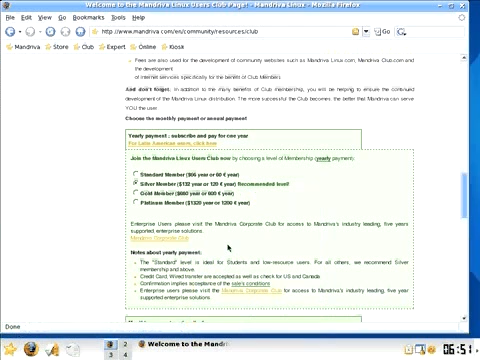 Welcome to the Mandriva Linux Users Club Page! - Mandriva Linux - Mozilla Firefox
File Edit View Go Bookmarks Tools Help
http://www.mandriva.com/en/community/resources/club
Go
Mandriva Store Club Expert Online Kiosk
Fees are also used for the development of community websites such as Mandriva Linux.com, Mandriva Club.com and
the development
of Internet services specifically for the benefits of Club Members
And don't forget. In addition to the many benefits of Club membership, you will be helping to ensure the continued
development of the Mandriva Linux distribution. The more successful the Club becomes, the better that Mandriva can serve
YOU the user.
Choose the monthly payment or annual payment
Yearly payment : subscribe and pay for one year
For Latin American users, click here
Join the Mandriva Linux Users Club now by choosing a level of Membership (yearly payment):
Standard Member ($66 year or 60 € year)
Silver Member ($132 year or 120 € year) Recommended level!
Gold Member ($660 year or 600 € year)
Platinum Member ($1320 year or 1200 € year)
Enterprise Users please visit the Mandriva Corporate Club for access to Mandriva's industry leading, five years
supported enterprise solutions.
Mandriva Corporate Club
Notes about yearly payment:
The "Standard" level is ideal for Students and low-resource users. For all others, we recommend Silver
membership and above.
Credit Card, Wired transfer are accepted as well as check for US and Canada
Confirmation implies acceptance of the sale's conditions
Enterprise users please visit the Mandriva Corporate Club for access to Mandriva's industry leading, five year
supported enterprise solutions.
Done
1 2
3 4
Welcome to the Mandri
06:51